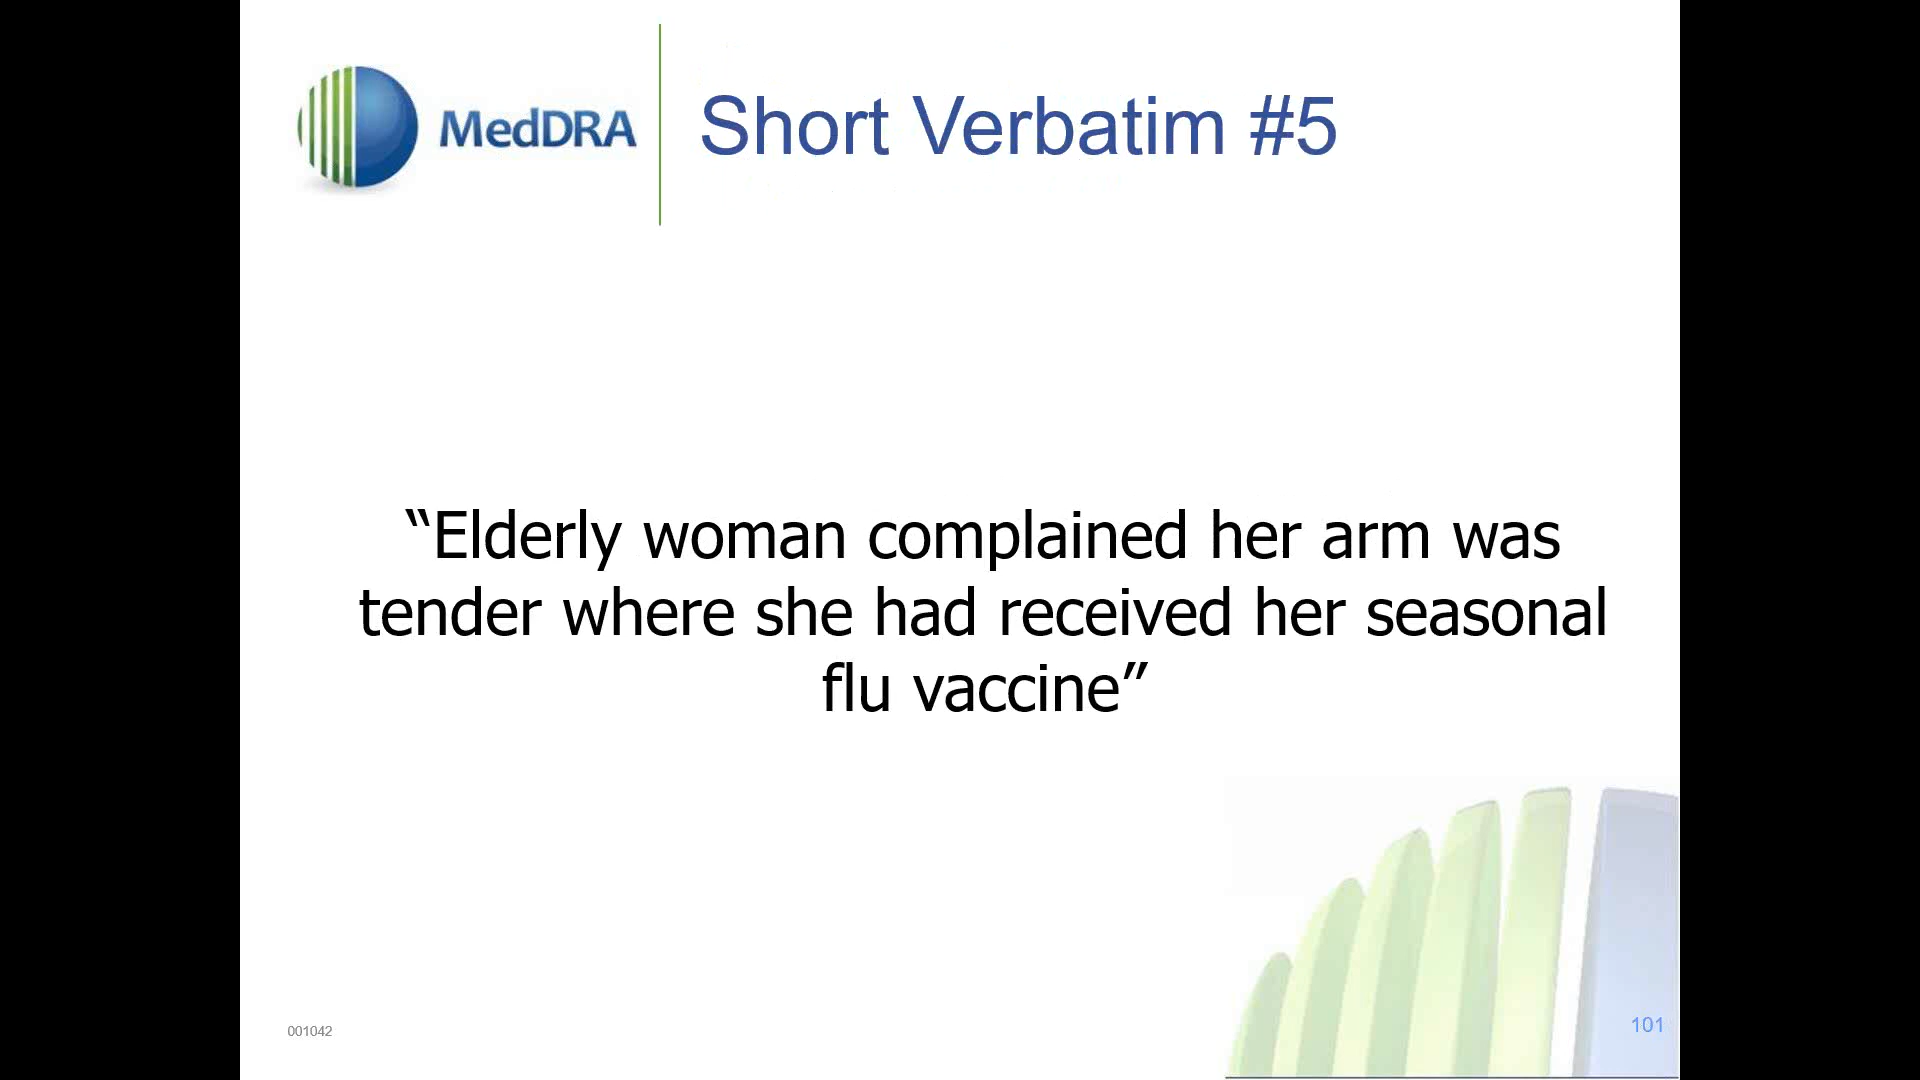 MedDRA
Short Verbatim #5
“Elderly woman complained her arm was
tender where she had received her seasonal
flu vaccine”
001042
101